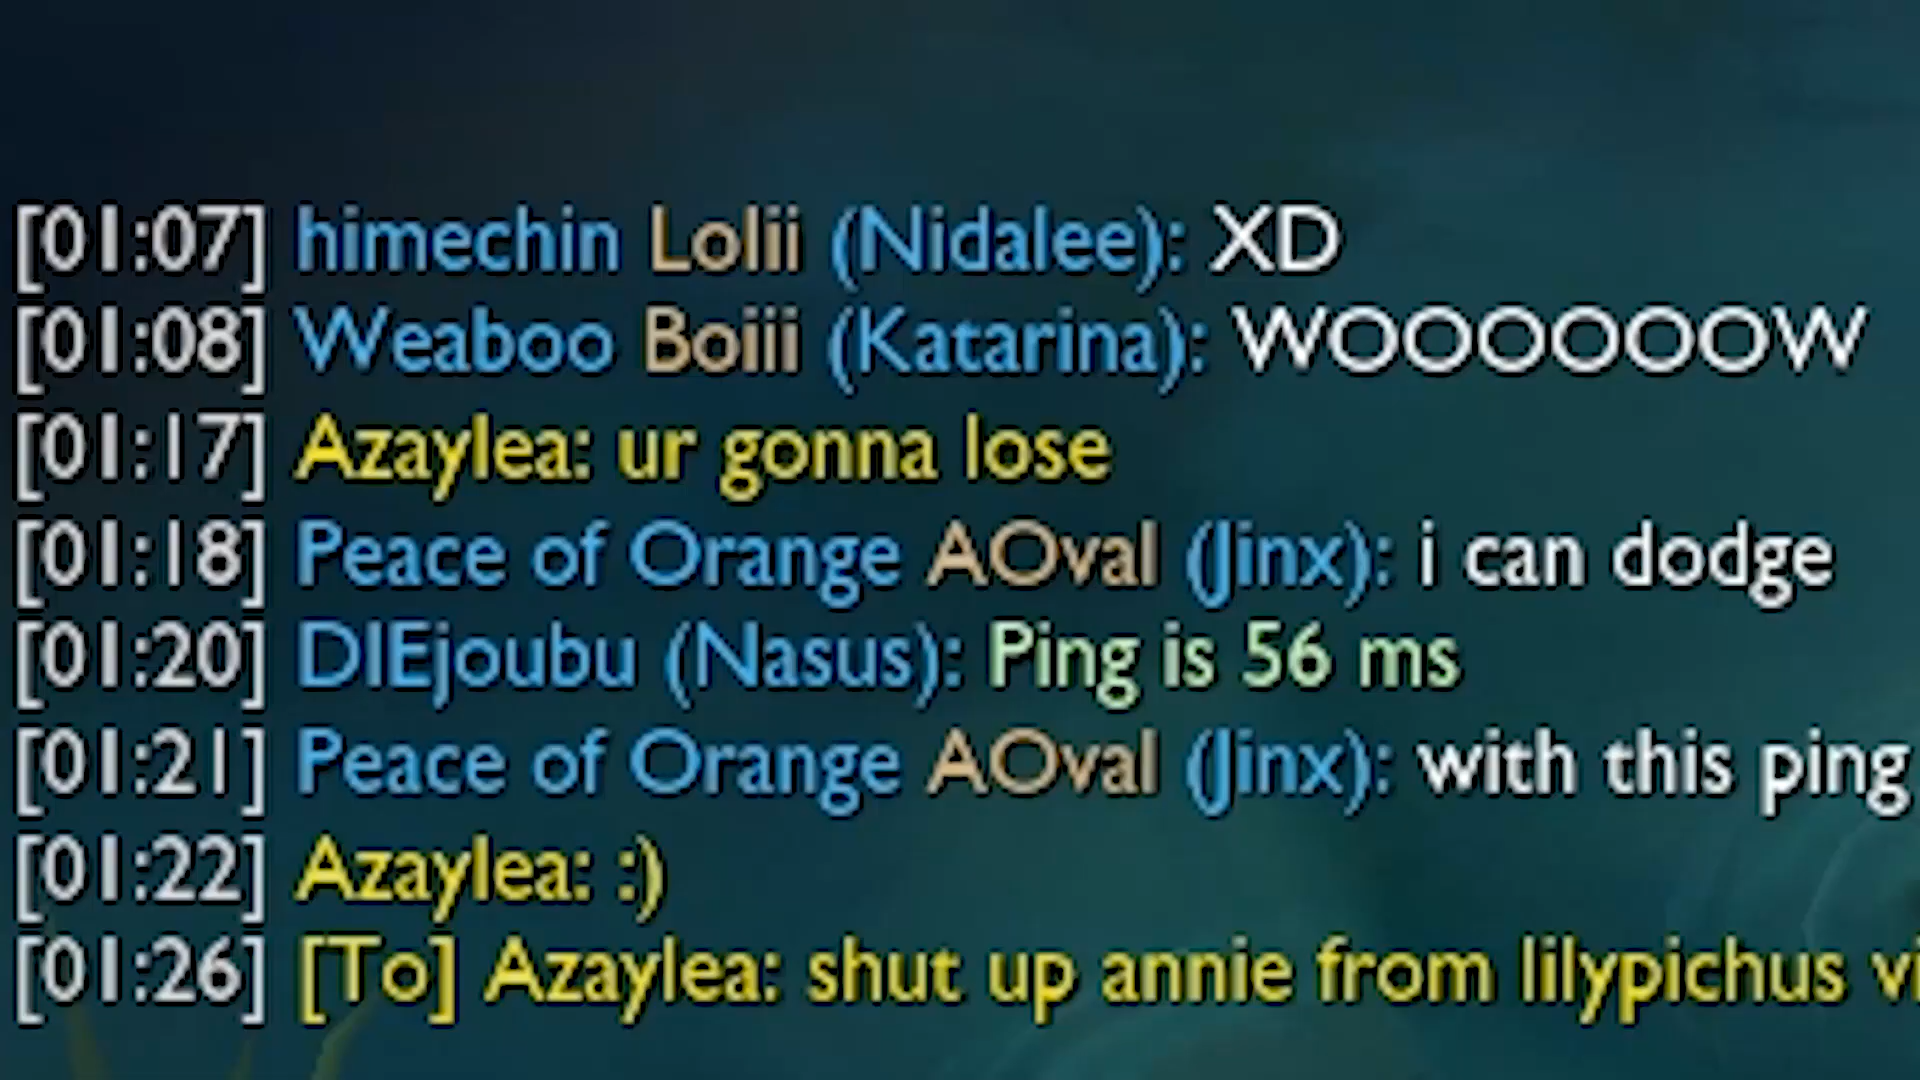 [01:07] himechin Lolii (Nidalee): XD
[01:08] Weaboo Boiii (Katarina): WOOOOOOW
[01:17] Azaylea: ur gonna lose
[01:18] Peace of Orange AOval (Jinx): i can dodge
[01:20] DIEjoubu (Nasus): Ping is 56 ms
[01:21] Peace of Orange AOval (Jinx): with this ping
[01:22] Azaylea: :)
[01:26] [To] Azaylea: shut up annie from lilypichus